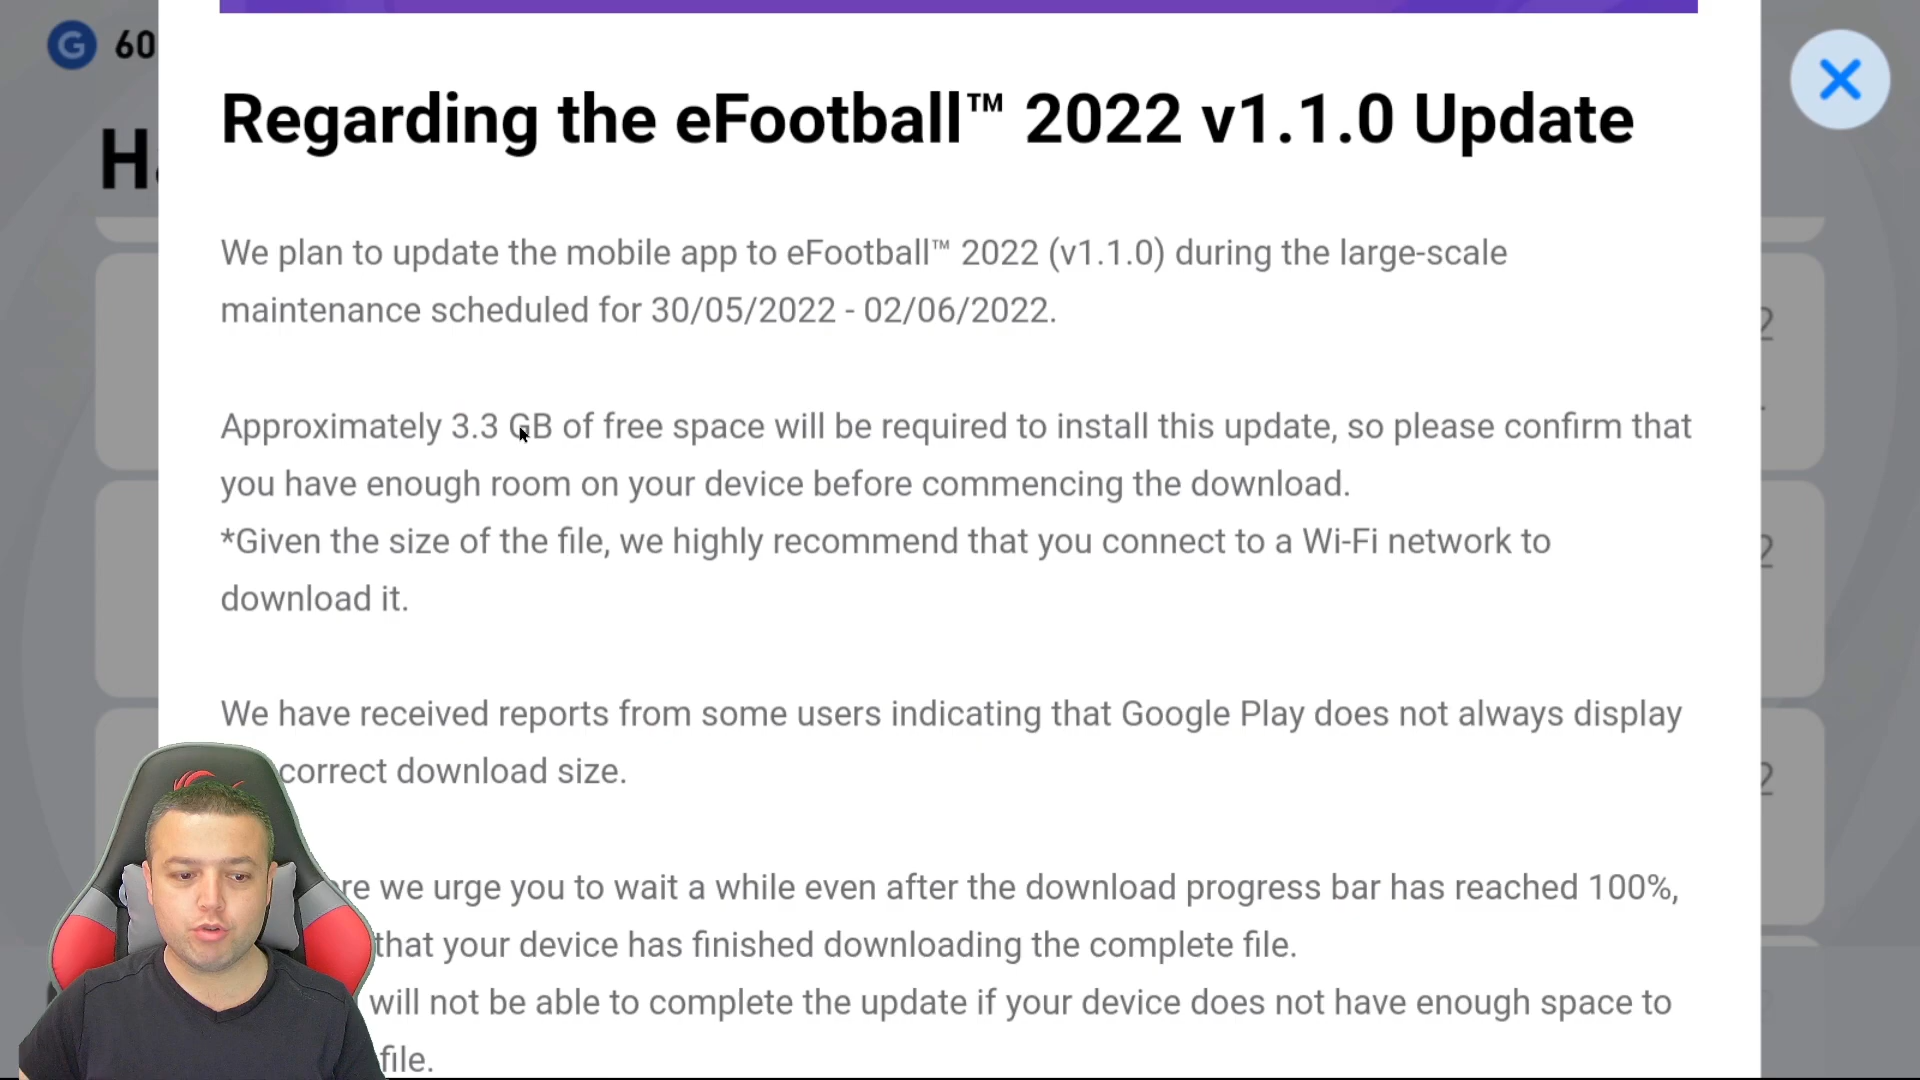 G 60
Regarding the eFootball™ 2022 v1.1.0 Update
We plan to update the mobile app to eFootball™ 2022 (v1.1.0) during the large-scale
maintenance scheduled for 30/05/2022 - 02/06/2022.
Approximately 3.3 GB of free space will be required to install this update, so please confirm that
you have enough room on your device before commencing the download.
*Given the size of the file, we highly recommend that you connect to a Wi-Fi network to
download it.
We have received reports from some users indicating that Google Play does not always display
correct download size.
we urge you to wait a while even after the download progress bar has reached 100%,
that your device has finished downloading the complete file.
will not be able to complete the update if your device does not have enough space to
file.